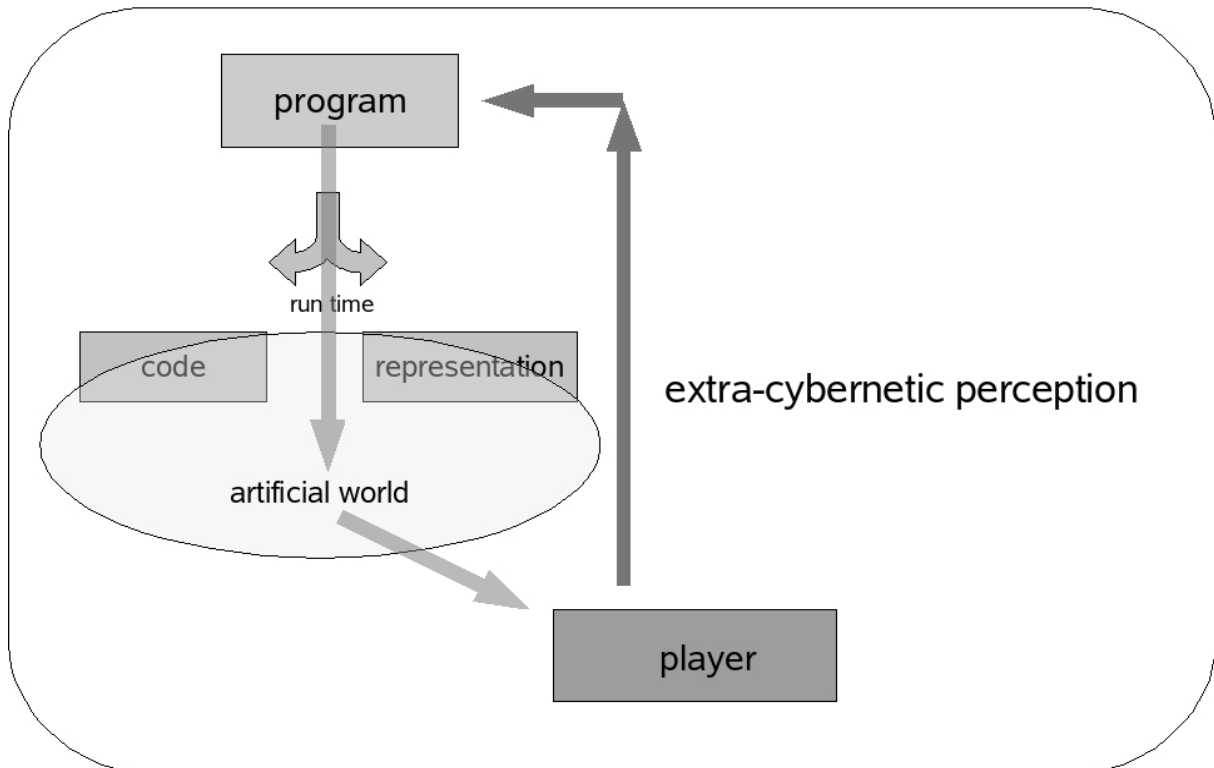 program
run time
code
representation
extra-cybernetic perception
artificial world
player